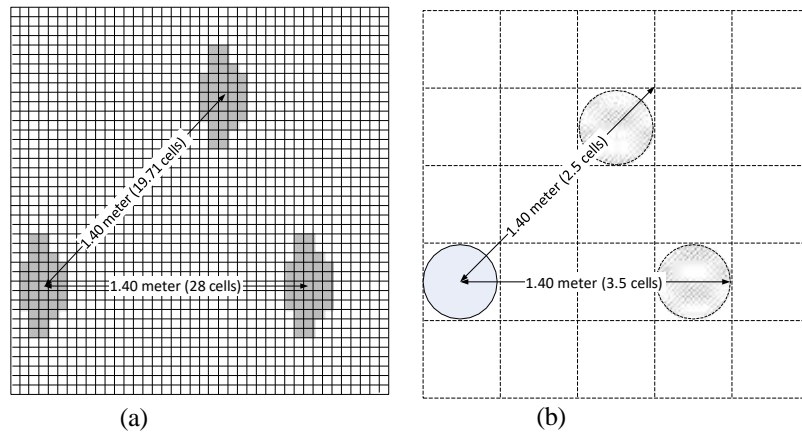 1.40 meter (19.71 cells)
1.40 meter (28 cells)
1.40 meter (2.5 cells)
1.40 meter (3.5 cells)
(a)
(b)